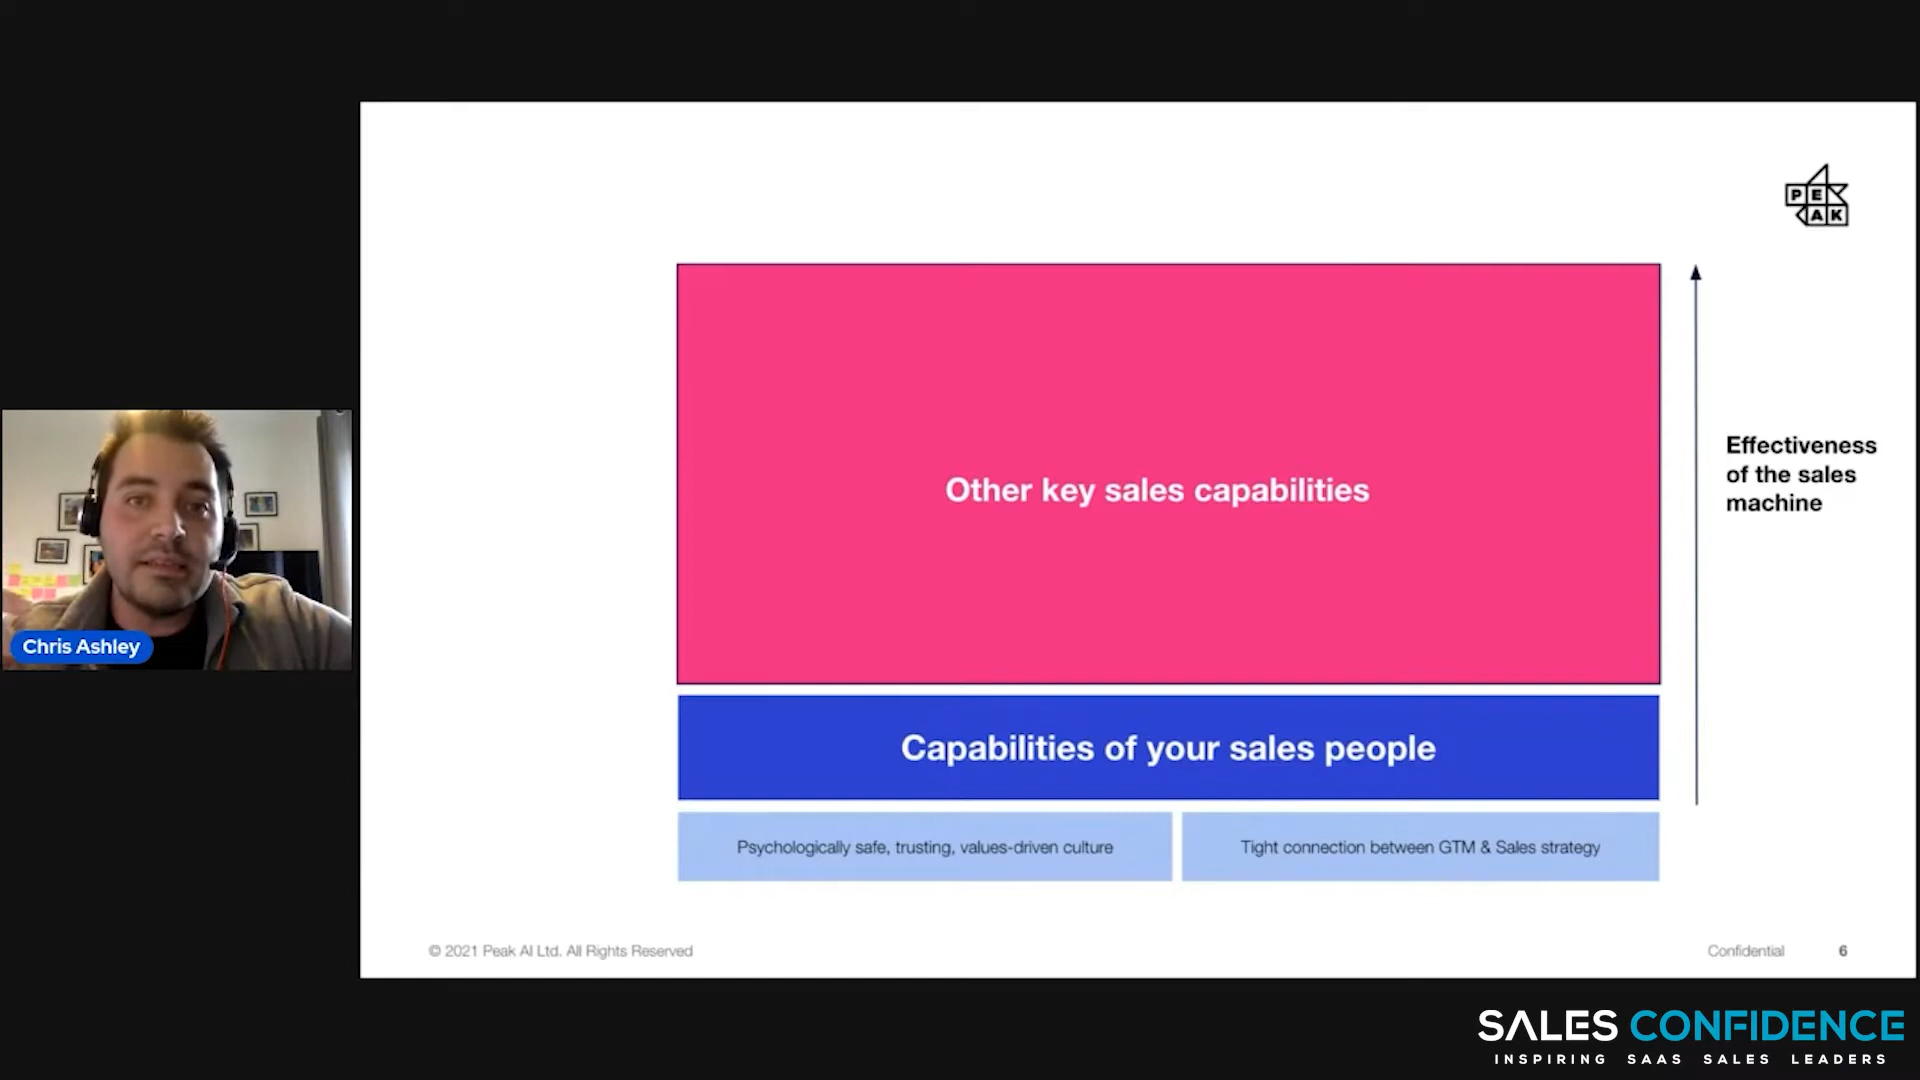 PEAK
Other key sales capabilities
Effectiveness
of the sales
machine
Chris Ashley
Capabilities of your sales people
Psychologically safe, trusting, values-driven culture
Tight connection between GTM & Sales strategy
© 2021 Peak AI Ltd. All Rights Reserved
Confidential
6
SALES CONFIDENCE
INSPIRING SAAS SALES LEADERS